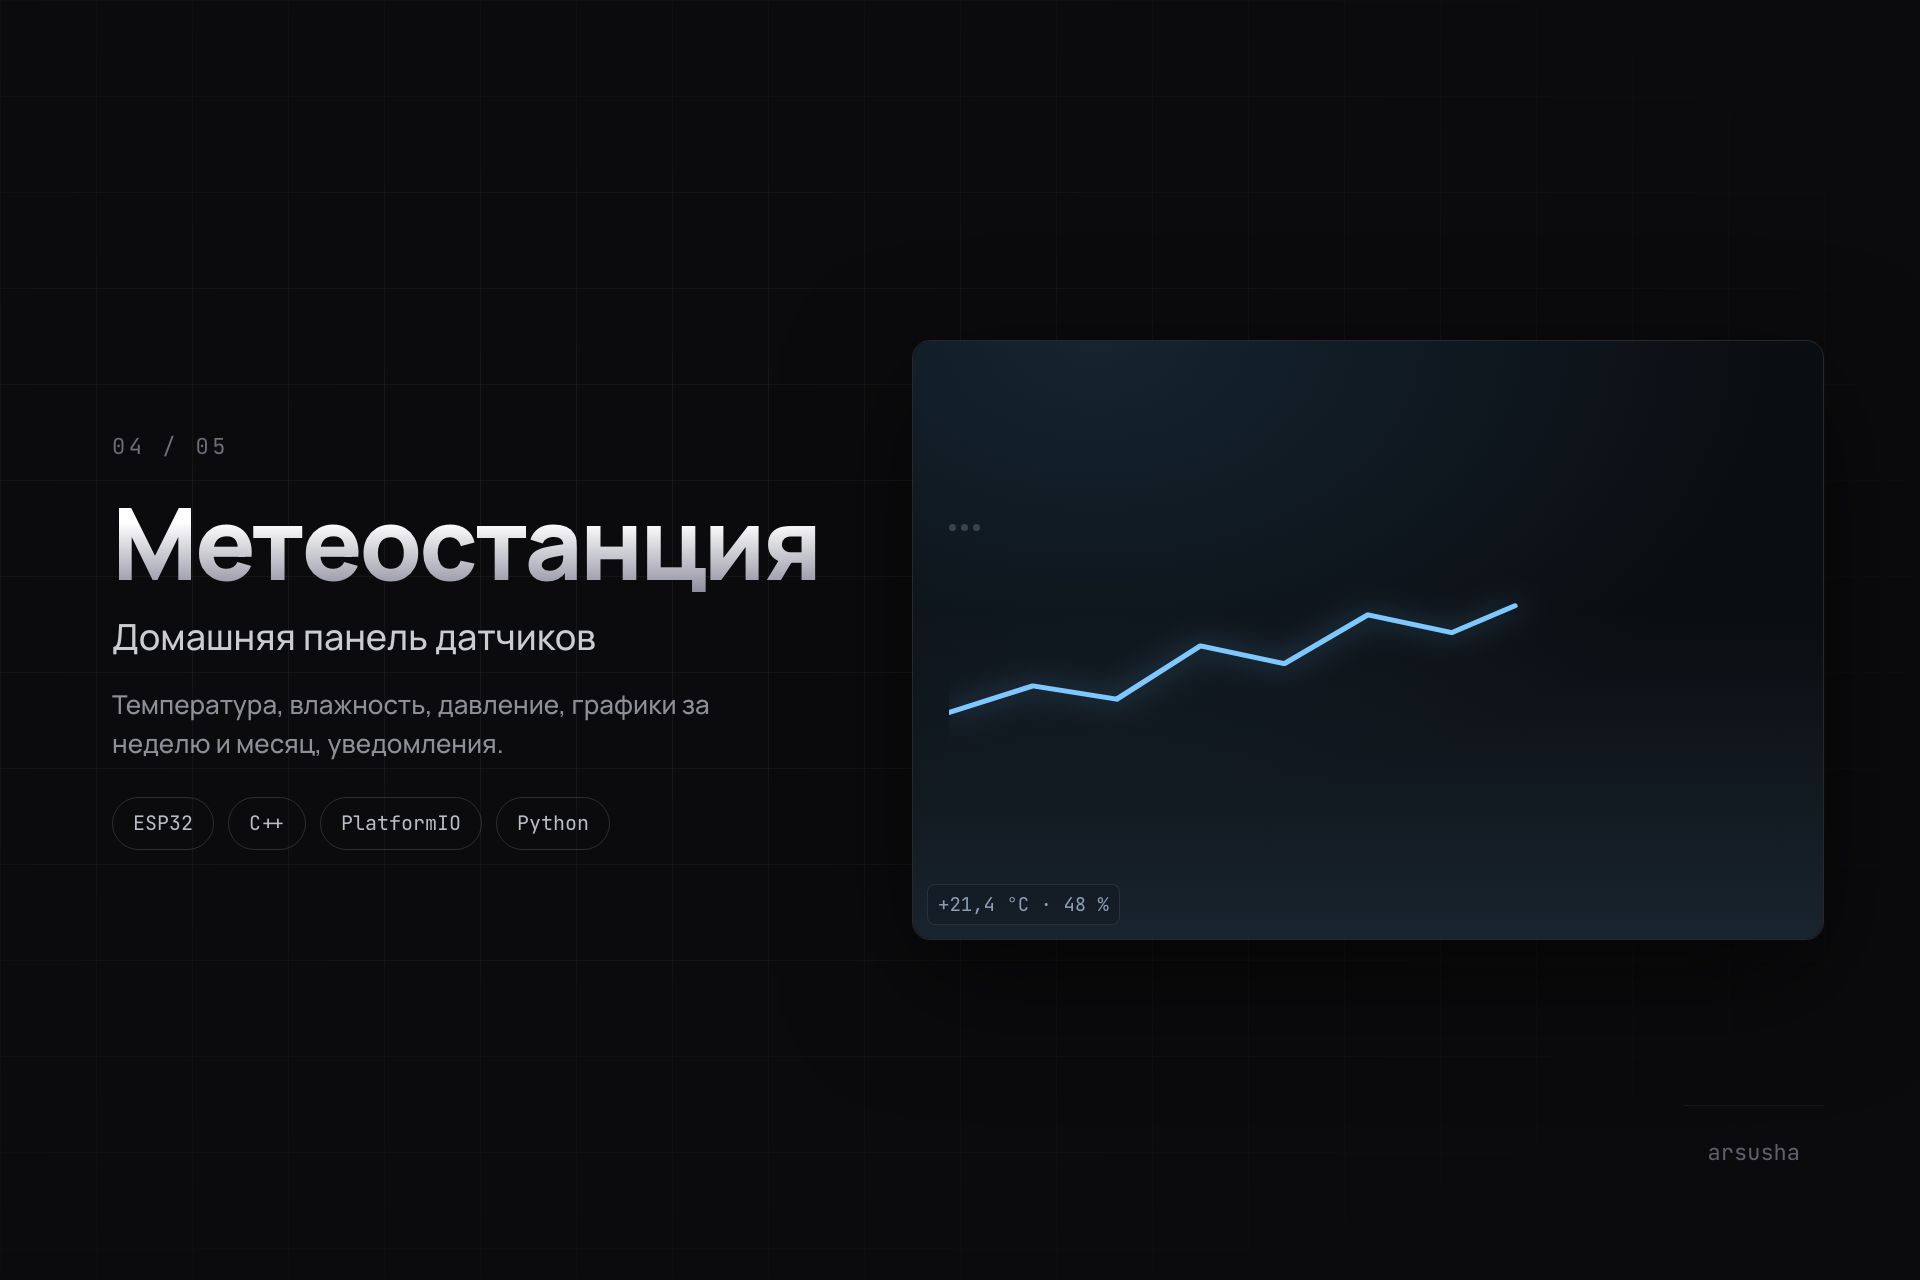 04 / 05
Метеостанция
Домашняя панель датчиков
Температура, влажность, давление, графики за
неделю и месяц, уведомления.
ESP32 C++ PlatformIO Python
+21,4 °C · 48 %
arsusha